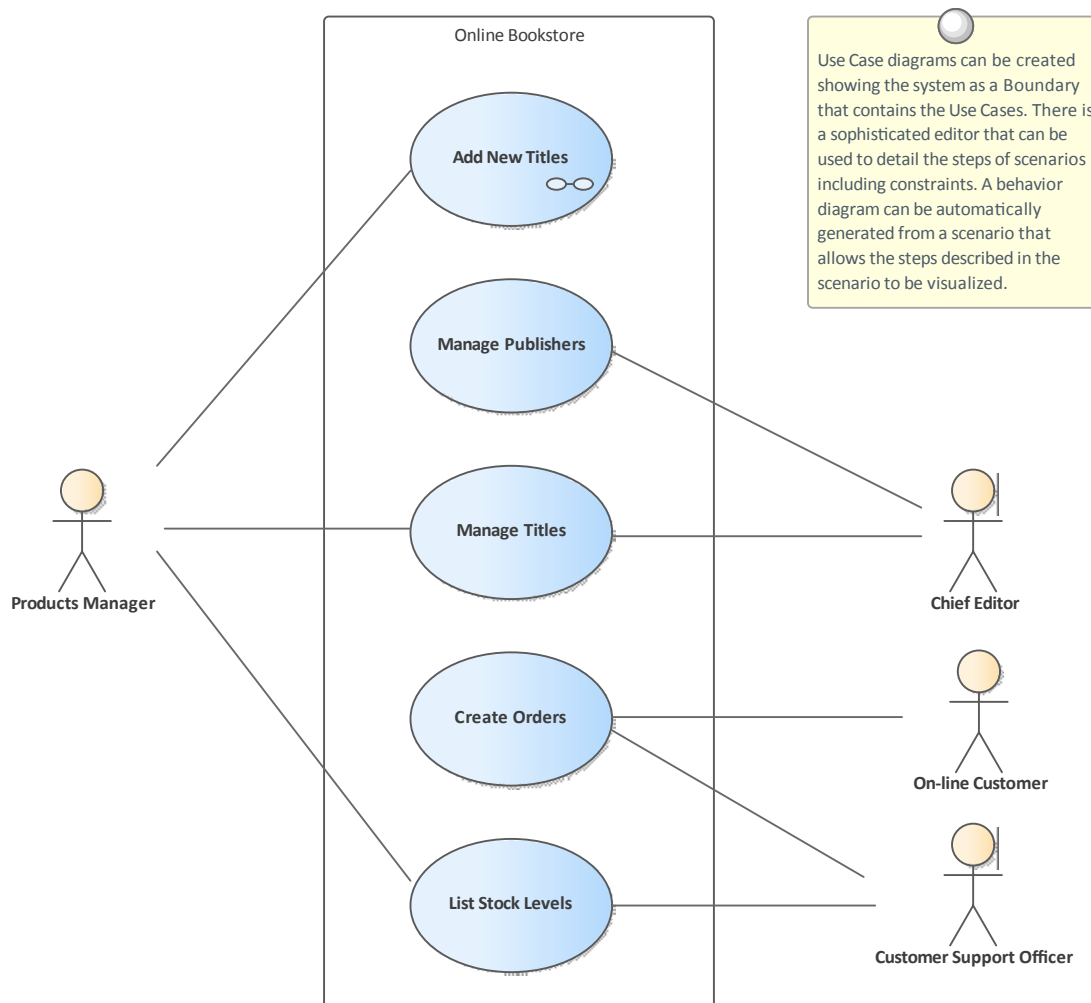 Online Bookstore
Use Case diagrams can be created
showing the system as a Boundary
that contains the Use Cases. There is
a sophisticated editor that can be
used to detail the steps of scenarios
including constraints. A behavior
diagram can be automatically
generated from a scenario that
allows the steps described in the
scenario to be visualized.
Add New Titles
Manage Publishers
Manage Titles
Products Manager
Chief Editor
Create Orders
On-line Customer
List Stock Levels
Customer Support Officer